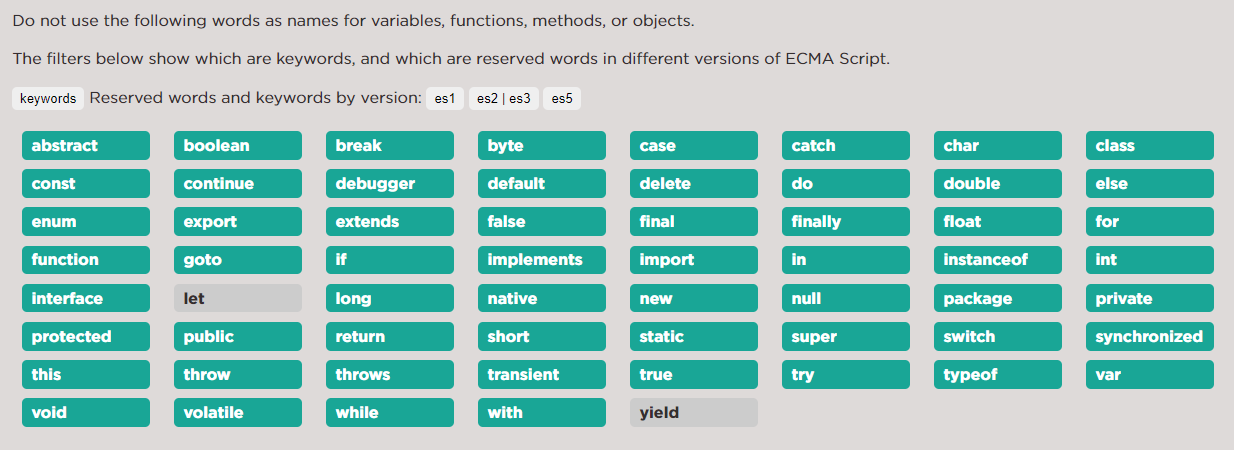 Do not use the following words as names for variables, functions, methods, or objects.
The filters below show which are keywords, and which are reserved words in different versions of ECMA Script.
keywords Reserved words and keywords by version: es1 es2 | es3 es5
abstract boolean break byte case catch char class
const continue debugger default delete do double else
enum export extends false final finally float for
function goto if implements import in instanceof int
interface let long native new null package private
protected public return short static super switch synchronized
this throw throws transient true try typeof var
void volatile while with yield